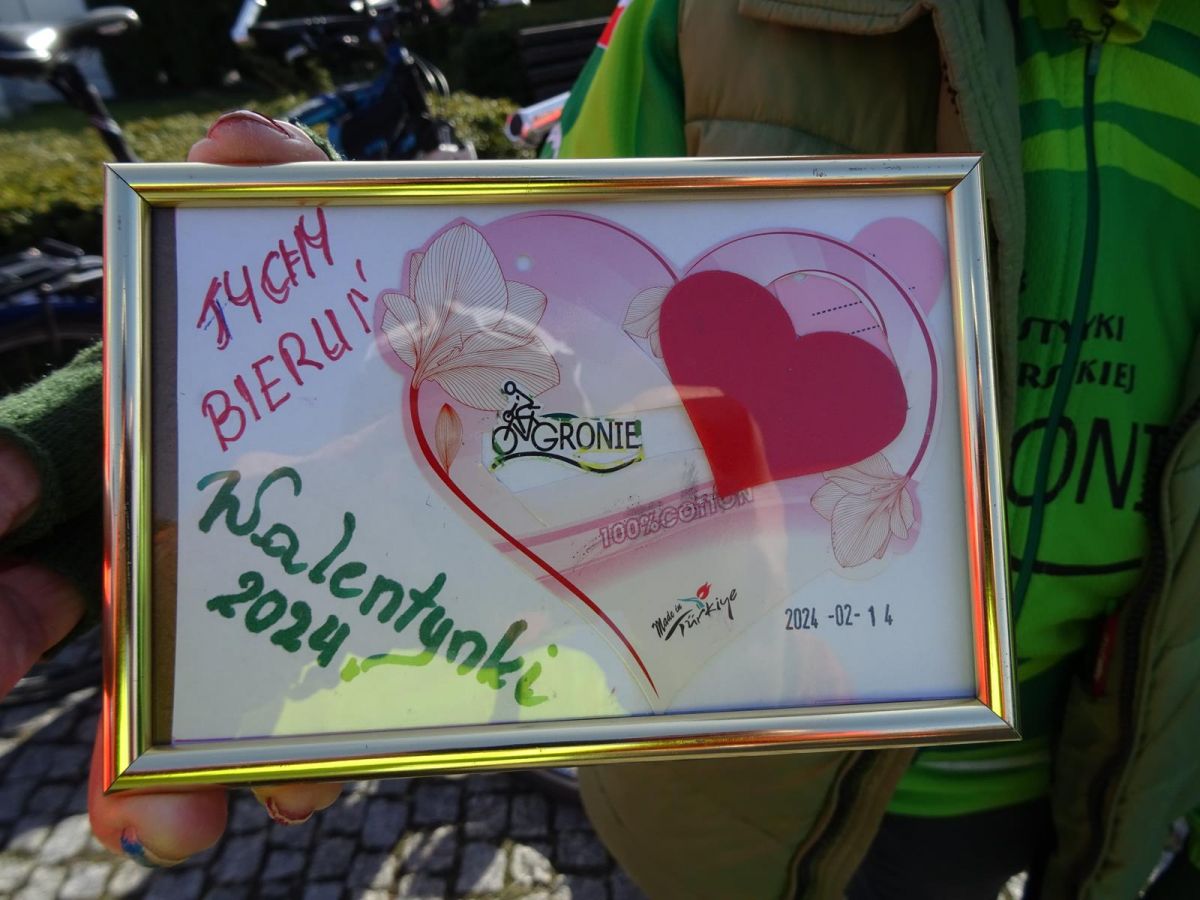 TYCHY
BIERUŃ
Walentynki
2024
GRONIE
100% COTTON
Made in
Türkiye
2024 -02- 14